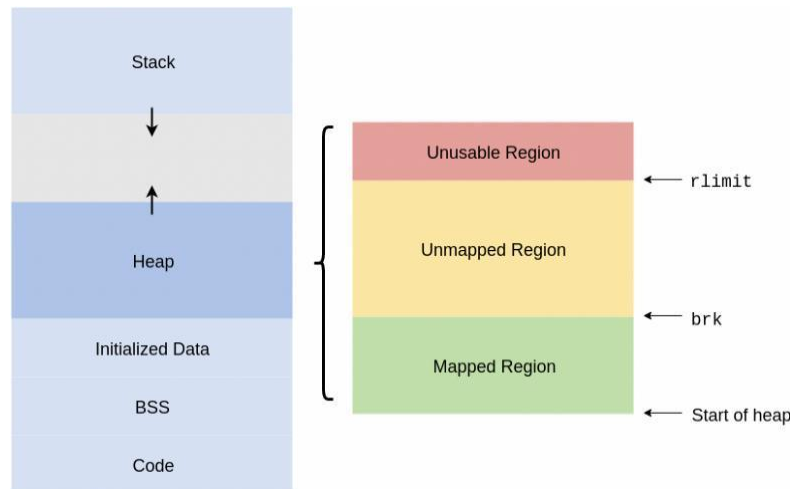 Stack
Heap
Initialized Data
BSS
Code
Unusable Region
rlimit
Unmapped Region
brk
Mapped Region
Start of heap